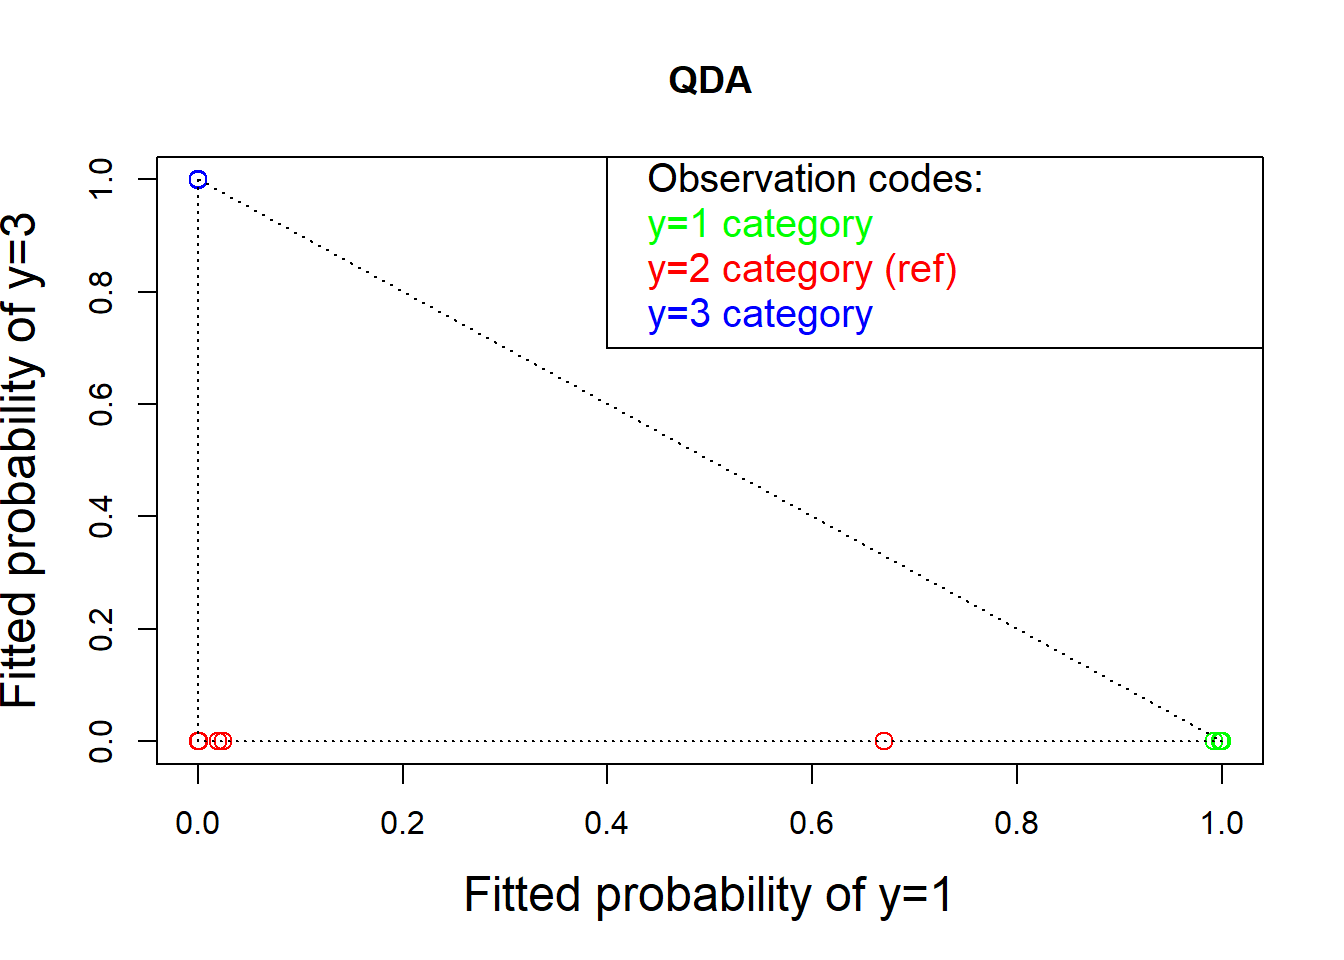 QDA
Observation codes:
y=1 category
y=2 category (ref)
y=3 category
Fitted probability of y=3
1.0
0.8
0.6
0.4
0.2
0.0
0.0 0.2 0.4 0.6 0.8 1.0
Fitted probability of y=1